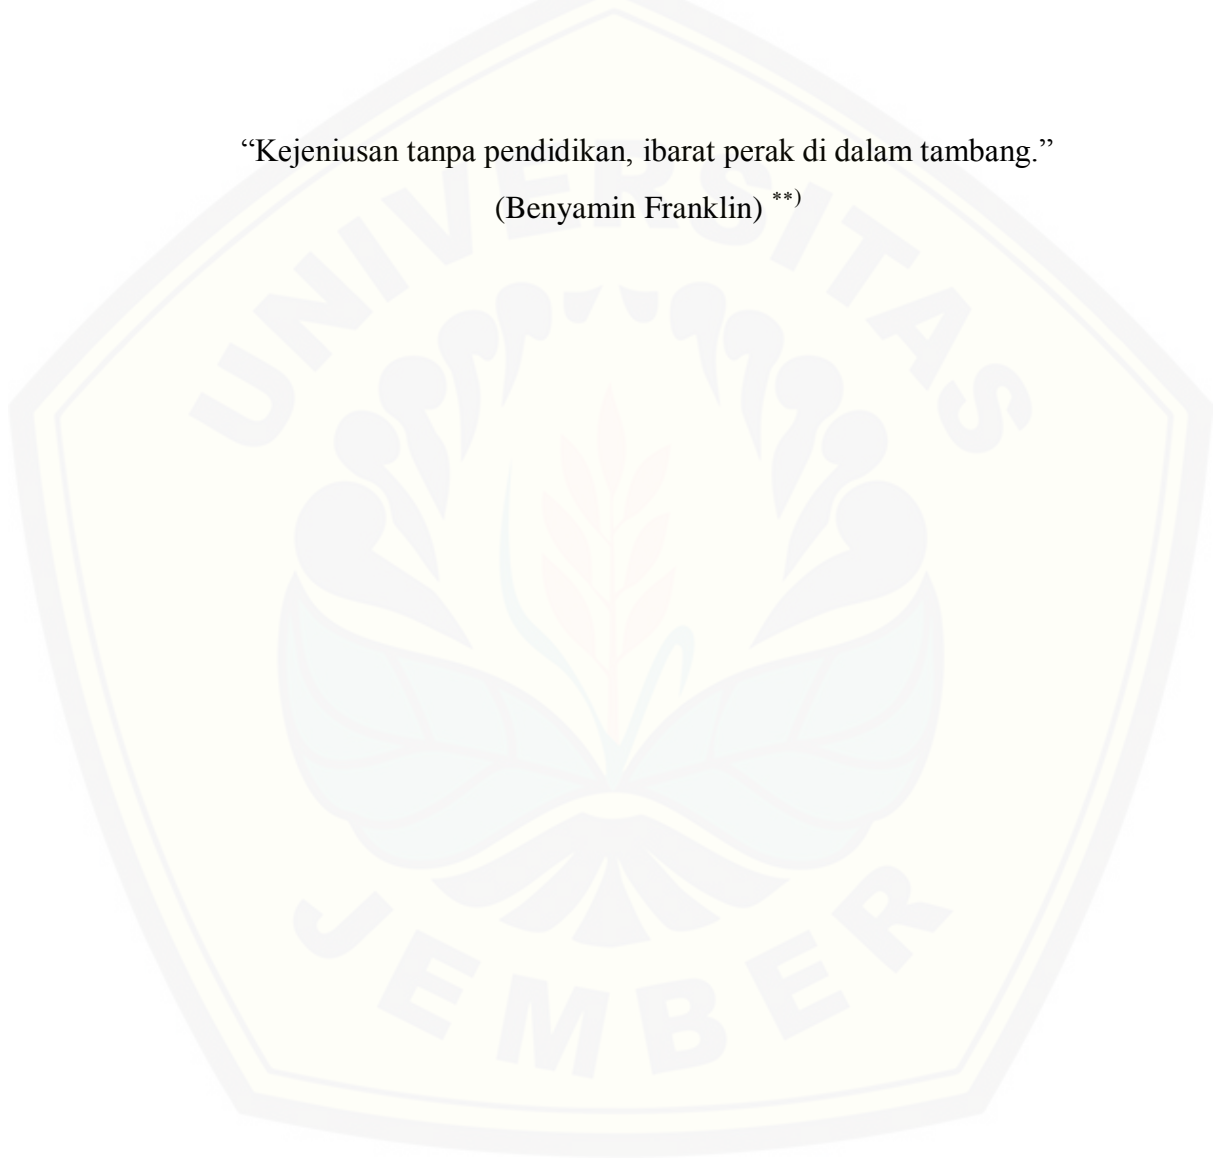 “Kejeniusan tanpa pendidikan, ibarat perak di dalam tambang.”
(Benyamin Franklin) **)
UNIVERSITAS
JEMBER